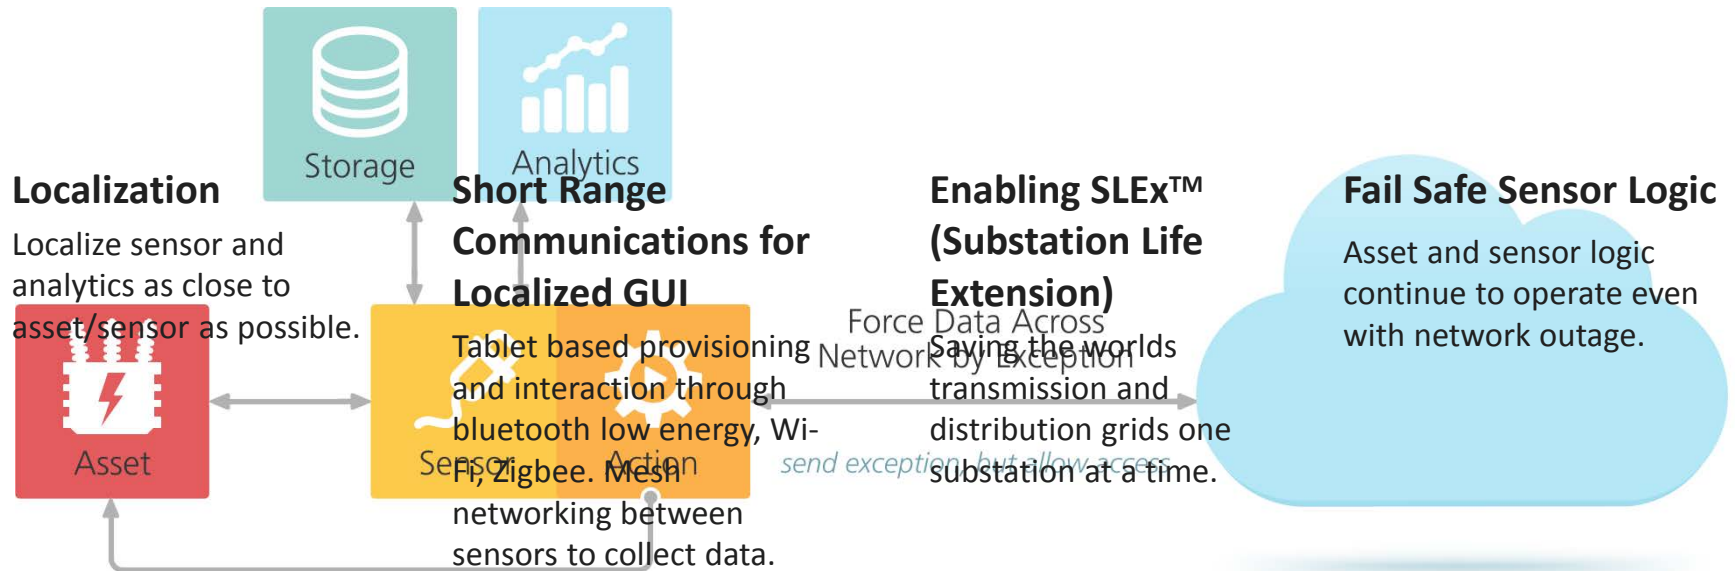 Storage
Analytics
Localization
Localize sensor and
analytics as close to
asset/sensor as possible.
Short Range
Communications for
Localized GUI
Tablet based provisioning
and interaction through
bluetooth low energy, Wi-
Fi, Zigbee. Mesh
networking between
sensors to collect data.
Enabling SLEx™
(Substation Life
Extension)
Saving the worlds
transmission and
distribution grids one
substation at a time.
Fail Safe Sensor Logic
Asset and sensor logic
continue to operate even
with network outage.
Asset
Sensor
Action
Force Data Across
Network by Exception
send exception, but allow access